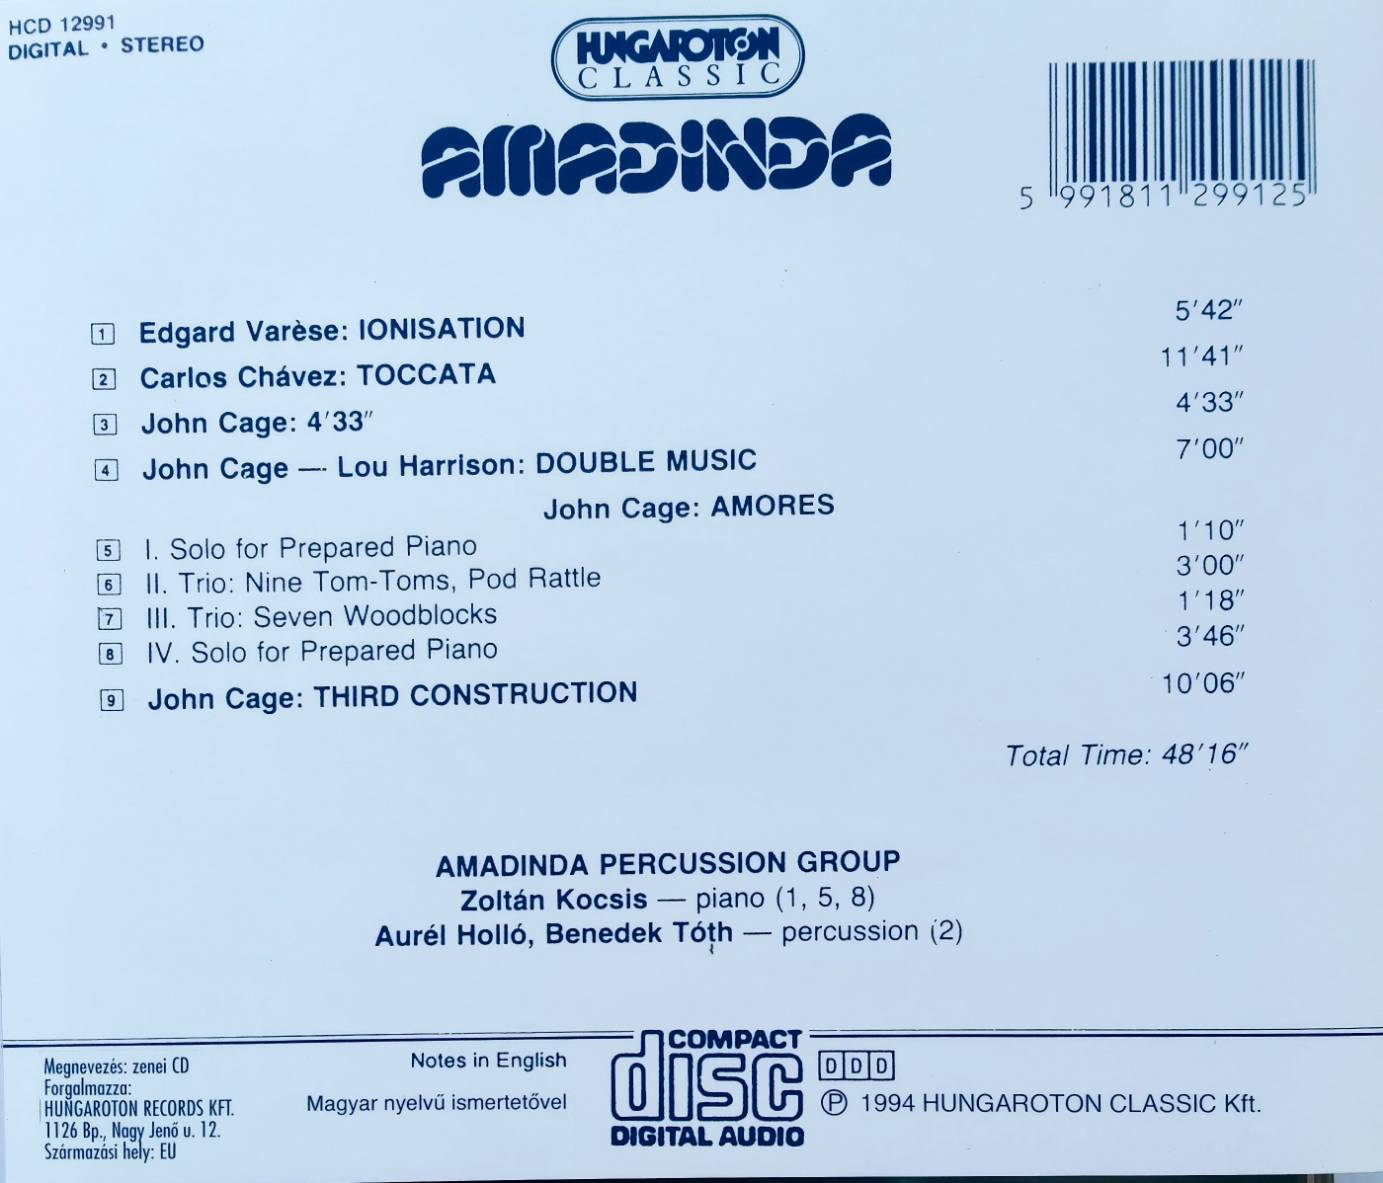 HCD 12991
DIGITAL • STEREO
HUNGAROTON
CLASSIC
AMADINDA
5 991811 299125
1 Edgard Varèse: IONISATION 5′42″
2 Carlos Chávez: TOCCATA 11′41″
3 John Cage: 4′33″ 4′33″
4 John Cage — Lou Harrison: DOUBLE MUSIC 7′00″
John Cage: AMORES
5 I. Solo for Prepared Piano 1′10″
6 II. Trio: Nine Tom-Toms, Pod Rattle 3′00″
7 III. Trio: Seven Woodblocks 1′18″
8 IV. Solo for Prepared Piano 3′46″
9 John Cage: THIRD CONSTRUCTION 10′06″
Total Time: 48′16″
AMADINDA PERCUSSION GROUP
Zoltán Kocsis — piano (1, 5, 8)
Aurél Holló, Benedek Tóth — percussion (2)
Megnevezés: zenei CD
Forgalmazza:
HUNGAROTON RECORDS KFT.
1126 Bp., Nagy Jenő u. 12.
Származási hely: EU
Notes in English
Magyar nyelvű ismertetővel
COMPACT
disc
DIGITAL AUDIO
DDD
℗ 1994 HUNGAROTON CLASSIC Kft.